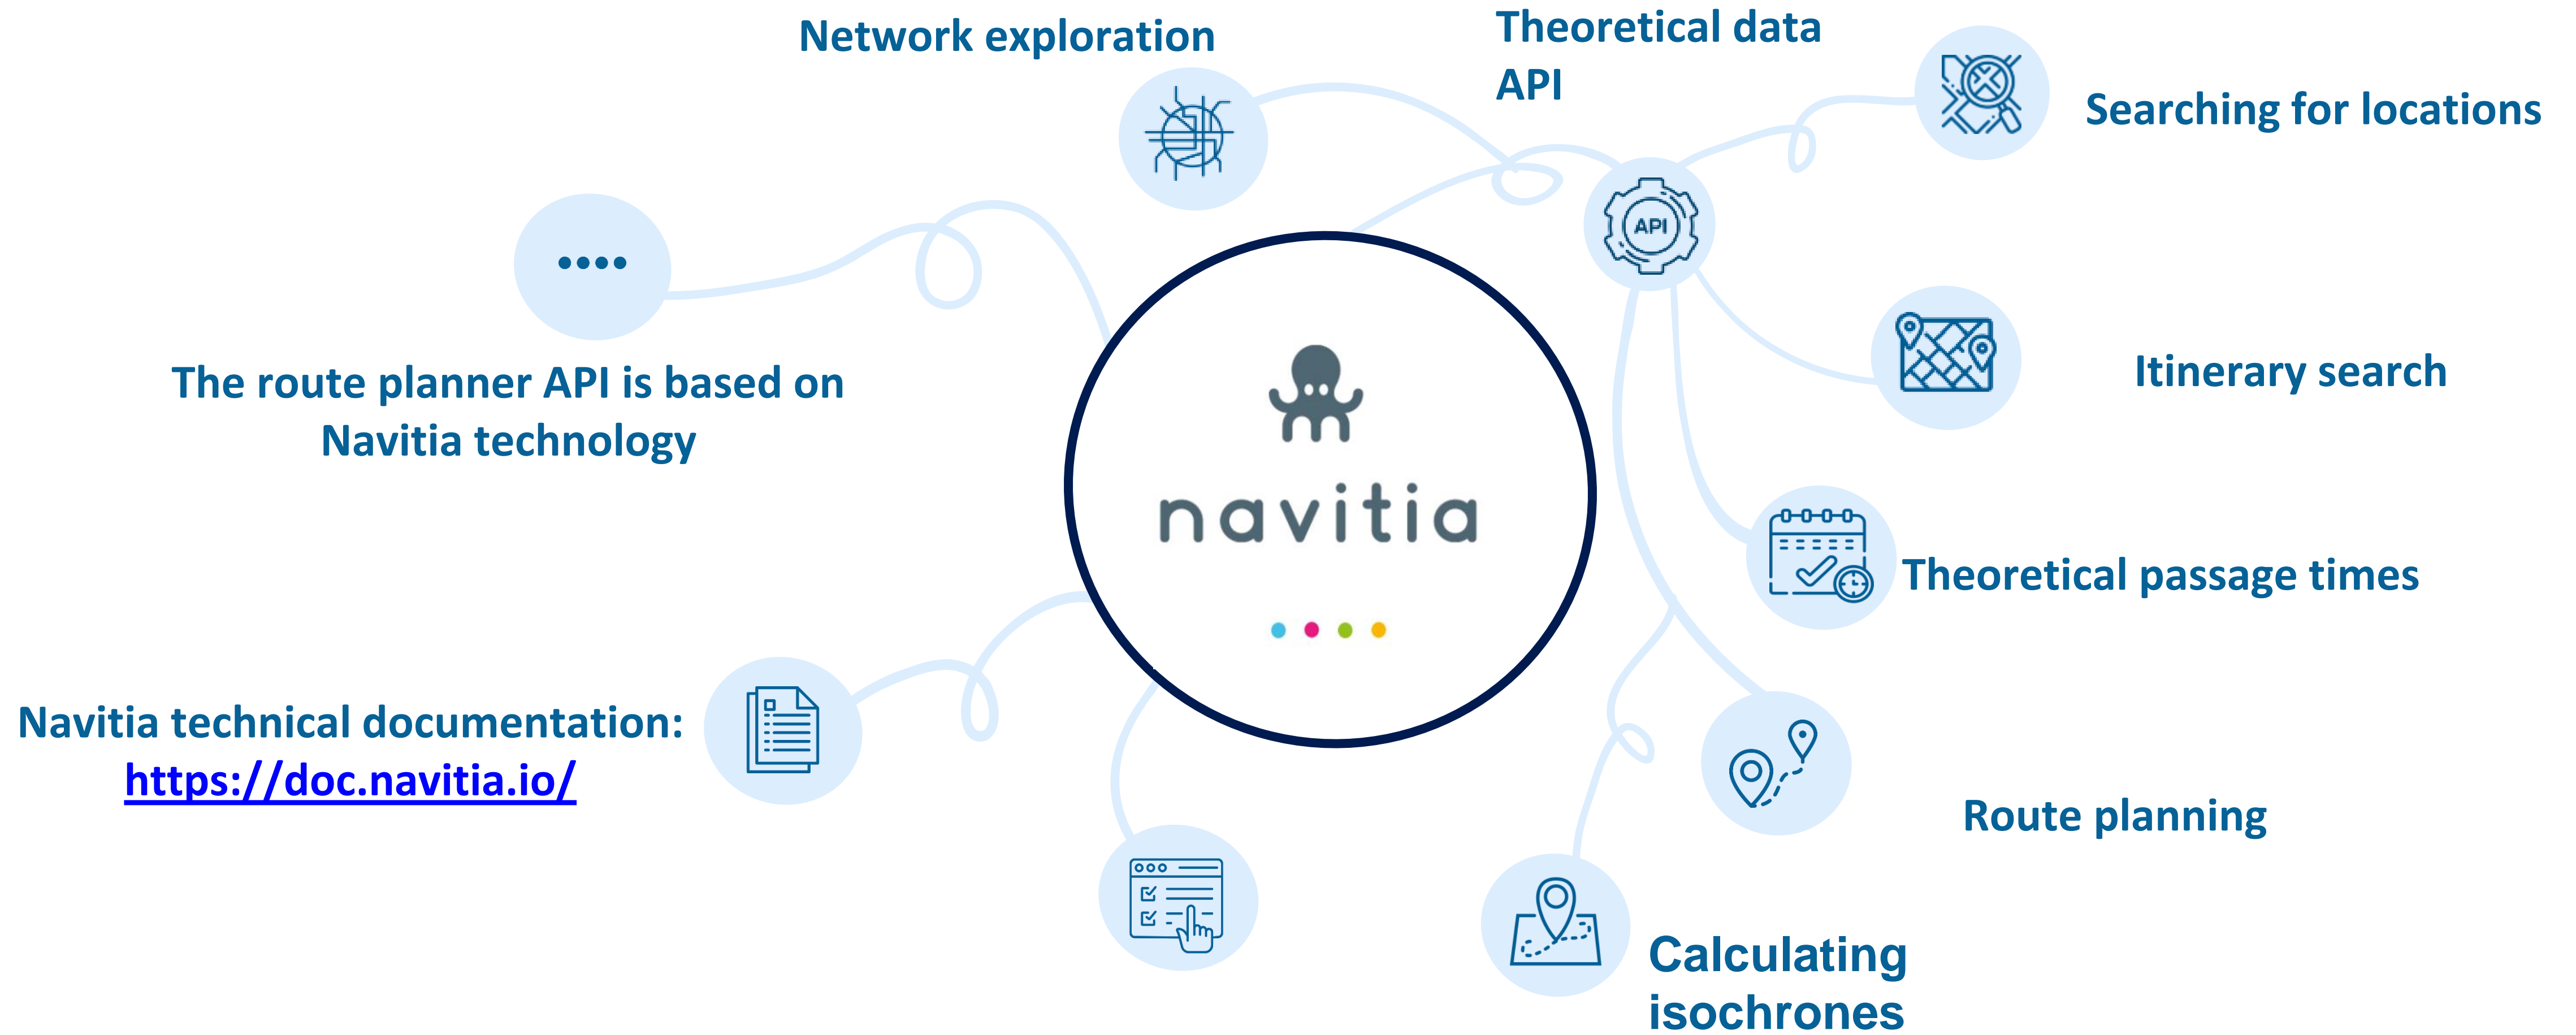 Network exploration
Theoretical data
API
Searching for locations
API
The route planner API is based on
Navitia technology
Itinerary search
navitia
Theoretical passage times
Navitia technical documentation:
https://doc.navitia.io/
Route planning
Calculating
isochrones